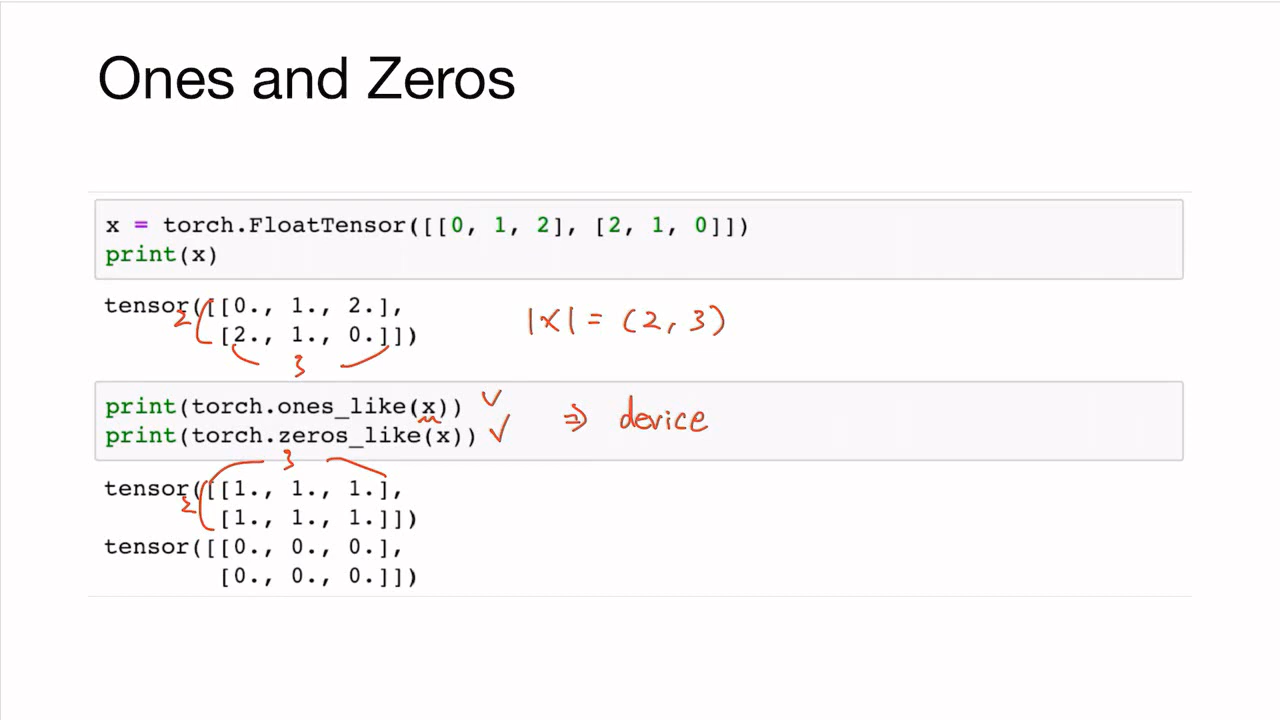 Ones and Zeros
x = torch.FloatTensor([[0, 1, 2], [2, 1, 0]])
print(x)
tensor([[0., 1., 2.],
[2., 1., 0.]])
2
3
|x| = (2, 3)
print(torch.ones_like(x))
print(torch.zeros_like(x))
⇒ device
3
tensor([[1., 1., 1.],
[1., 1., 1.]])
2
tensor([[0., 0., 0.],
[0., 0., 0.]])